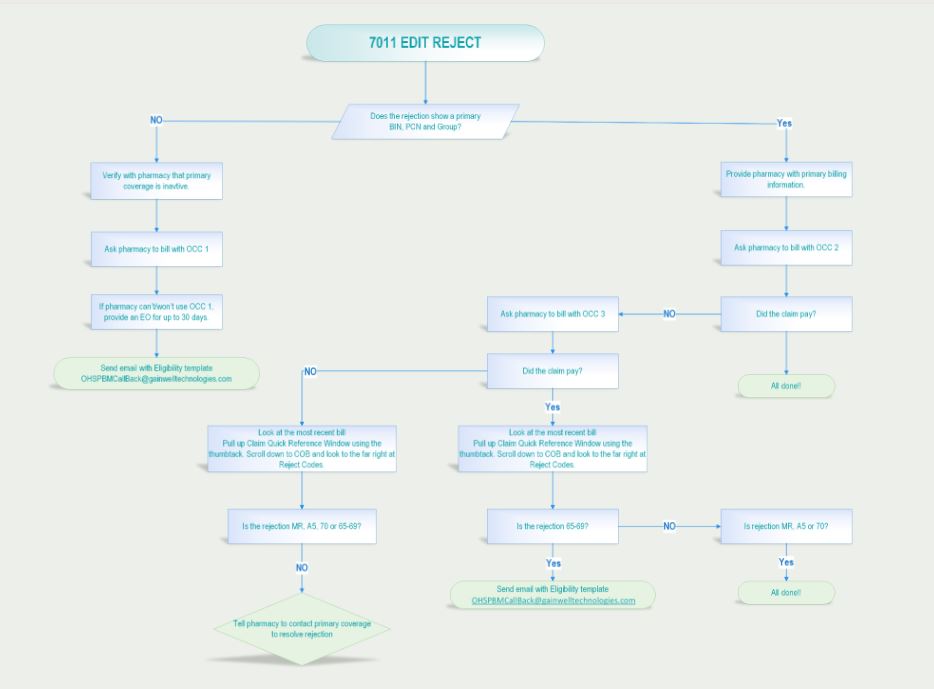 7011 EDIT REJECT
Does the rejection show a primary
BIN, PCN and Group?
NO
Yes
Verify with pharmacy that primary
coverage is inavtive.
Provide pharmacy with primary billing
information.
Ask pharmacy to bill with OCC 1
Ask pharmacy to bill with OCC 2
If pharmacy can't/won't use OCC 1,
provide an EO for up to 30 days.
Ask pharmacy to bill with OCC 3
NO
Did the claim pay?
Send email with Eligibility template
OHSPBMCallBack@gainwelltechnologies.com
NO
Did the claim pay?
All done!!
Yes
Look at the most recent bill
Pull up Claim Quick Reference Window using the
thumbtack. Scroll down to COB and look to the far right at
Reject Codes.
Look at the most recent bill
Pull up Claim Quick Reference Window using the
thumbtack. Scroll down to COB and look to the far right at
Reject Codes.
Is the rejection MR, A5, 70 or 65-69?
Is the rejection 65-69?
NO
Is rejection MR, A5 or 70?
NO
Yes
Yes
Send email with Eligibility template
OHSPBMCallBack@gainwelltechnologies.com
All done!!
Tell pharmacy to contact primary coverage
to resolve rejection